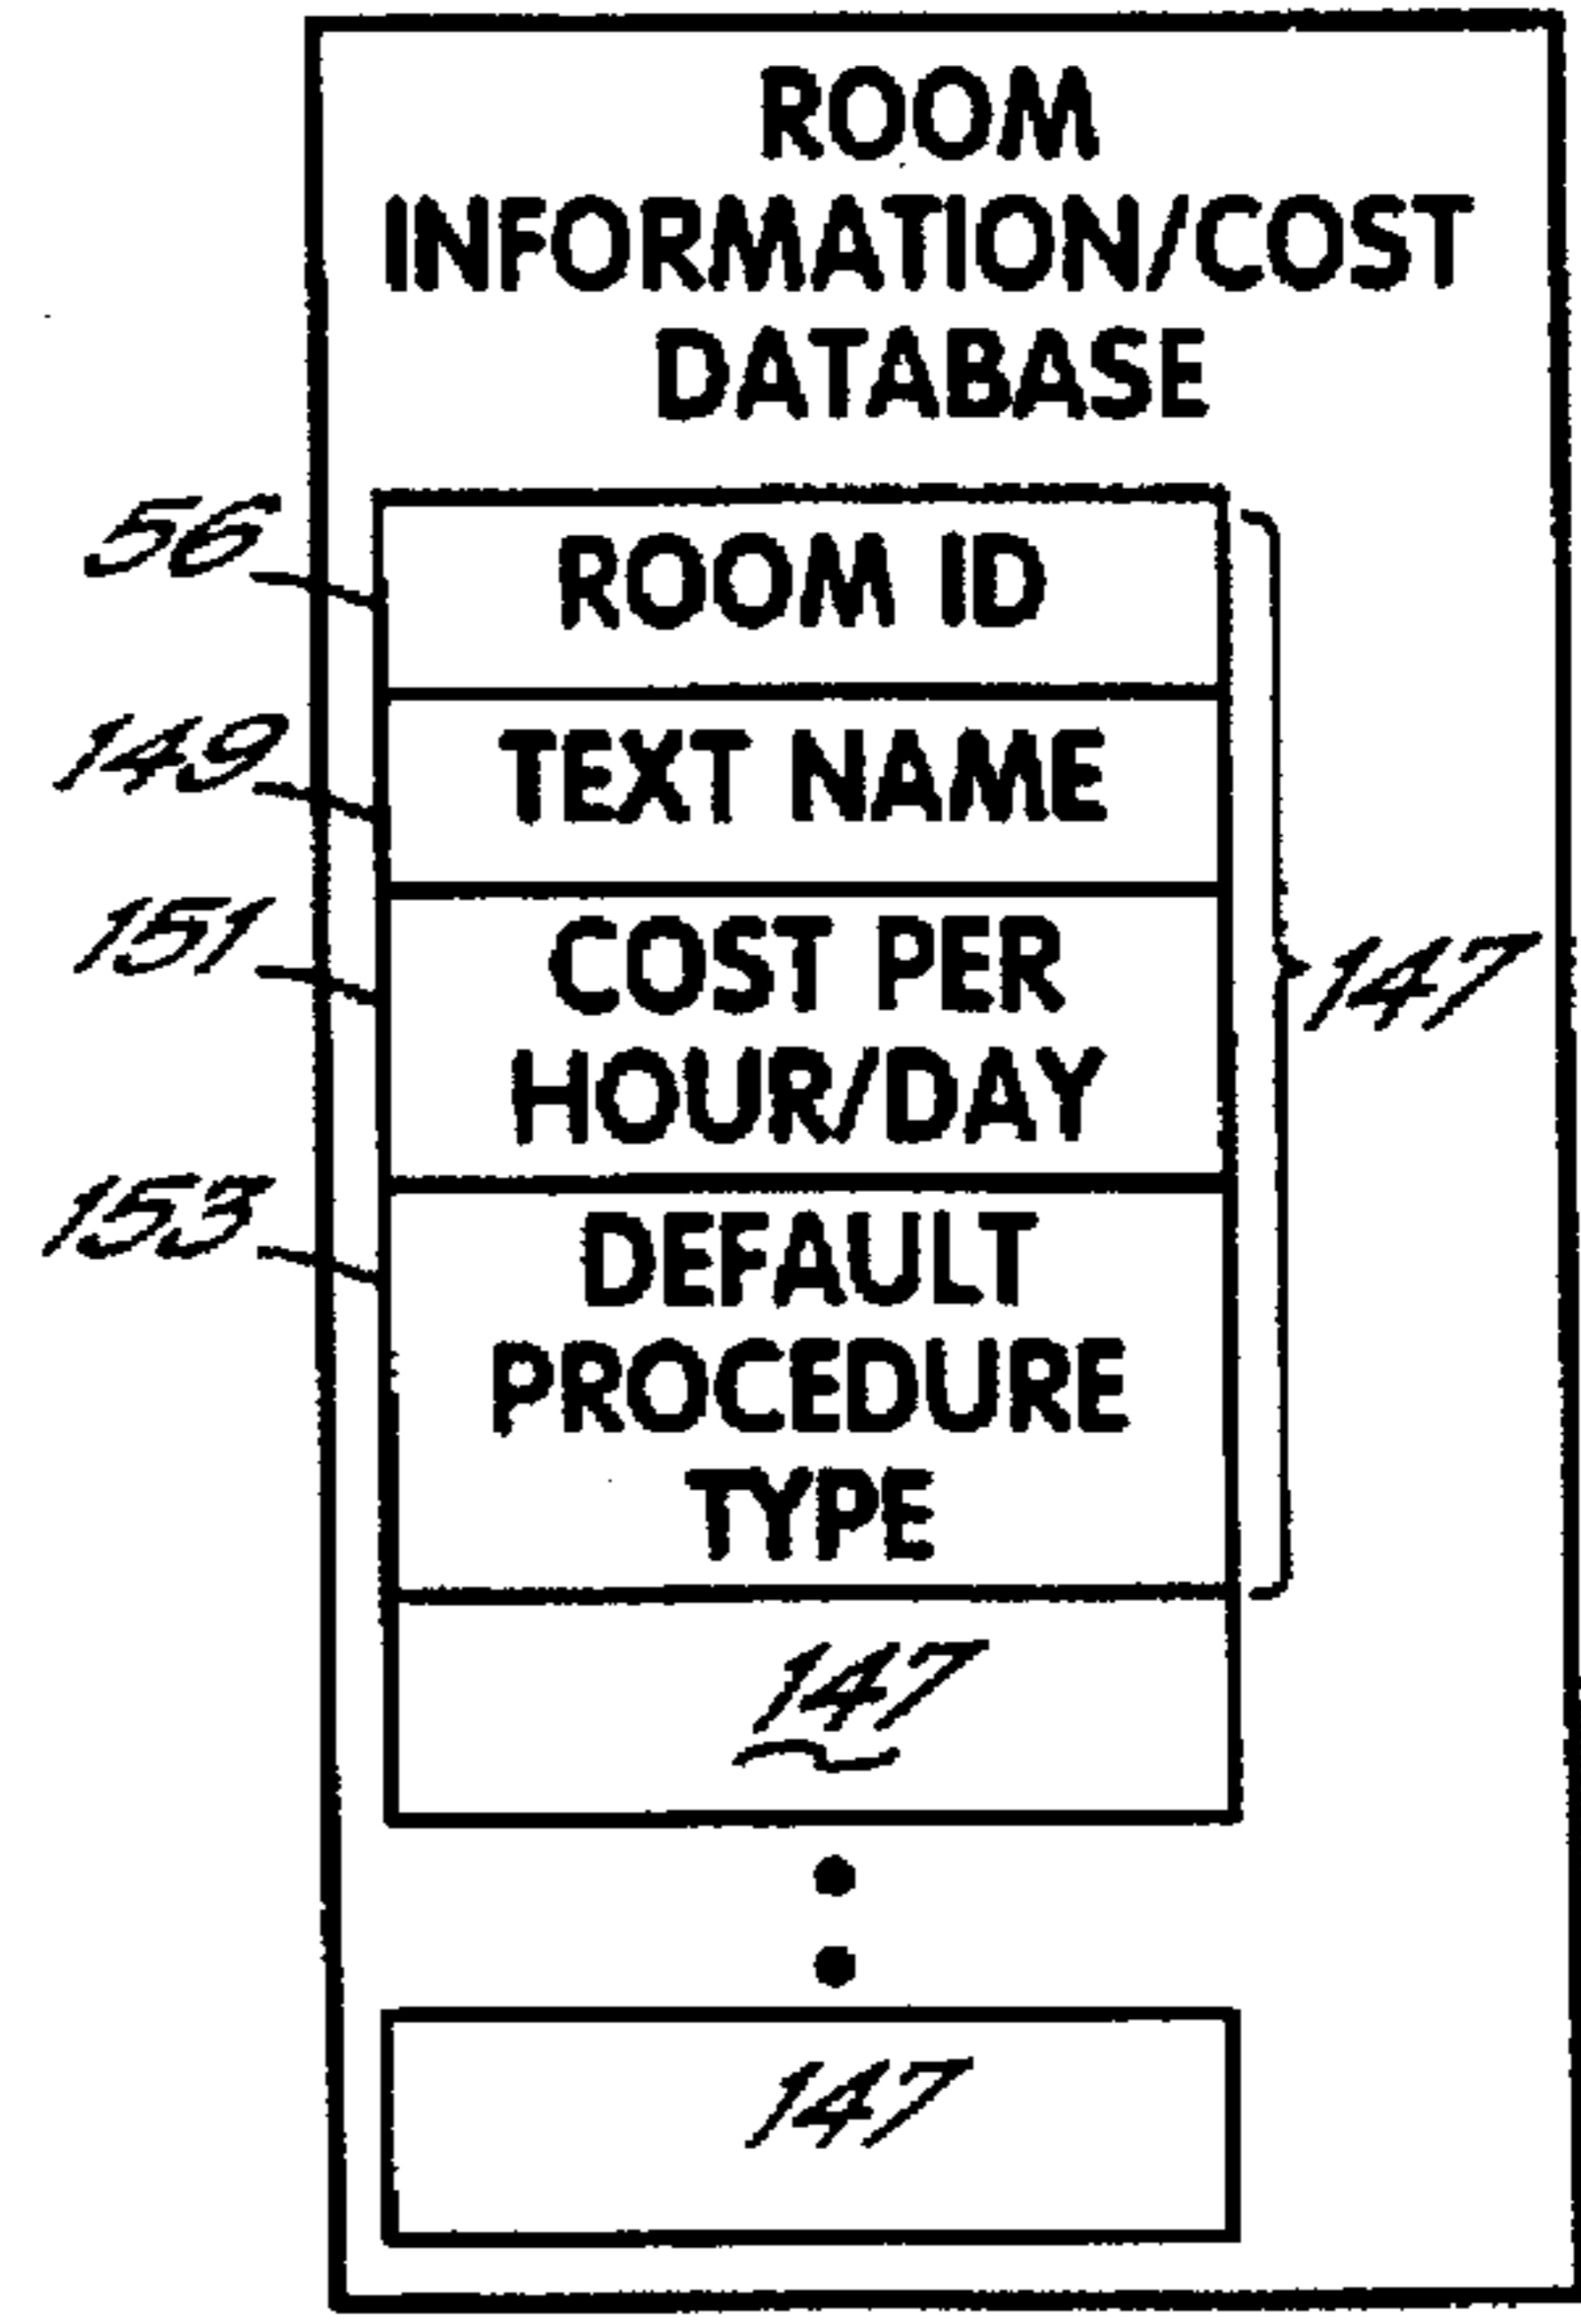 ROOM
INFORMATION/COST
DATABASE
56
ROOM ID
149
TEXT NAME
151
COST PER
HOUR/DAY
147
153
DEFAULT
PROCEDURE
TYPE
147
147